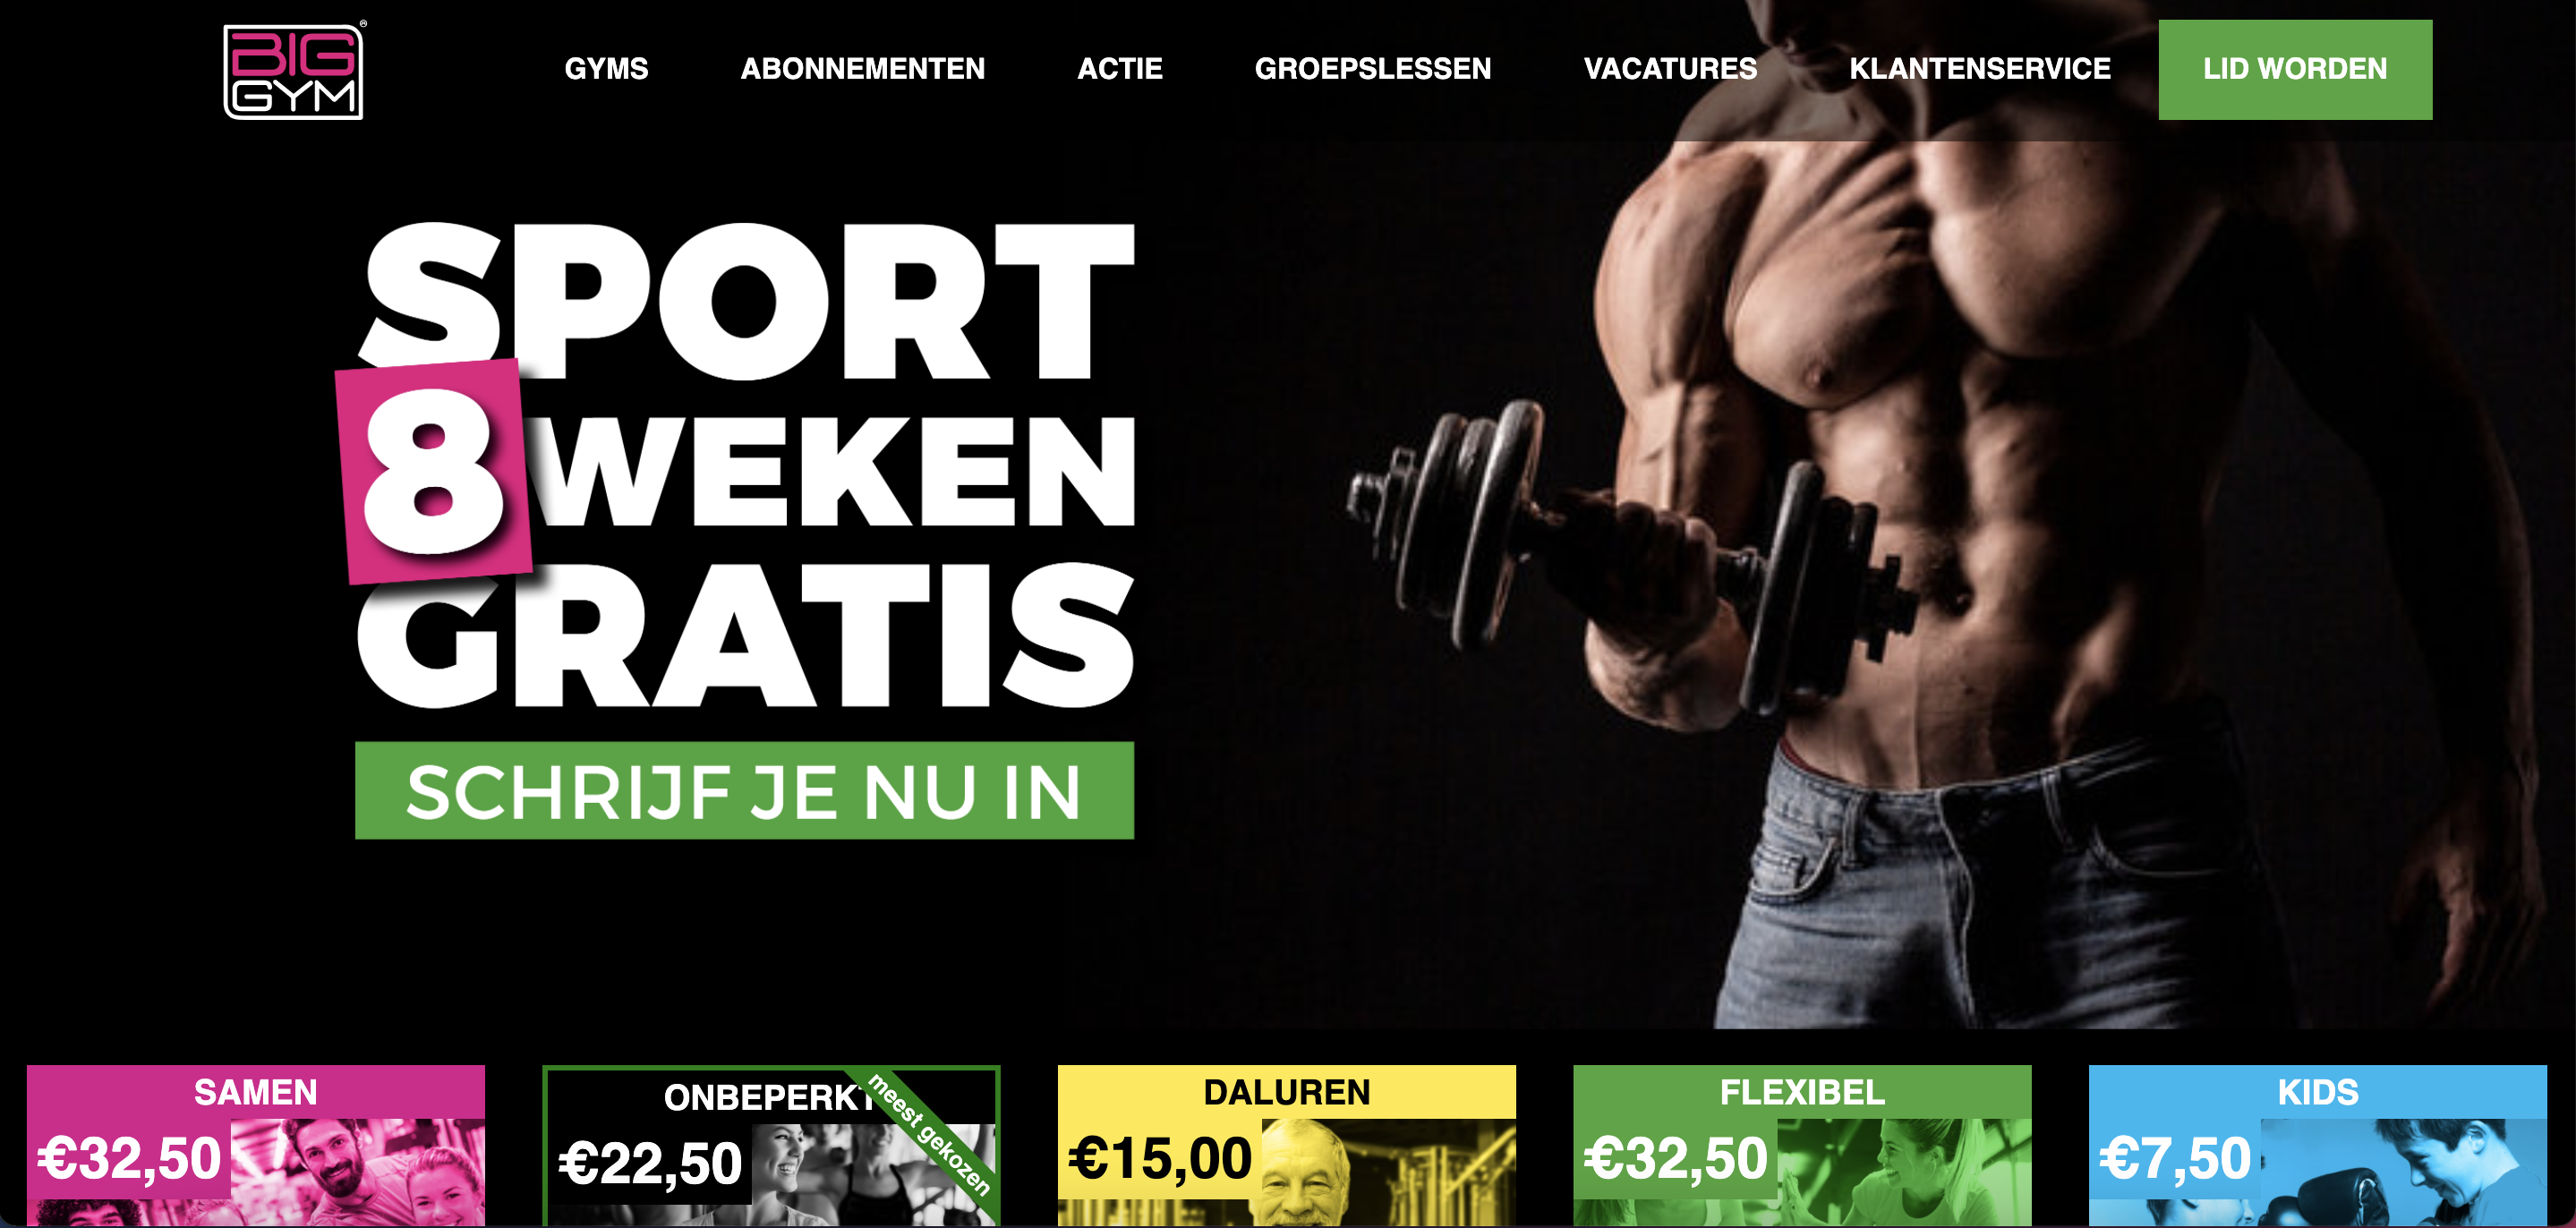 BIG
GYM
®
GYMS
ABONNEMENTEN
ACTIE
GROEPSLESSEN
VACATURES
KLANTENSERVICE
LID WORDEN
SPORT
8 WEKEN
GRATIS
SCHRIJF JE NU IN
SAMEN
€32,50
ONBEPERKT
meest gekozen
€22,50
DALUREN
€15,00
FLEXIBEL
€32,50
KIDS
€7,50